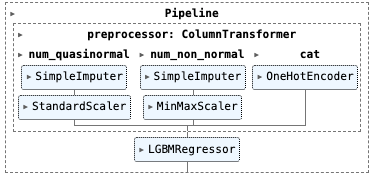 Pipeline
preprocessor: ColumnTransformer
num_quasinormal num_non_normal cat
SimpleImputer SimpleImputer OneHotEncoder
StandardScaler MinMaxScaler
LGBMRegressor